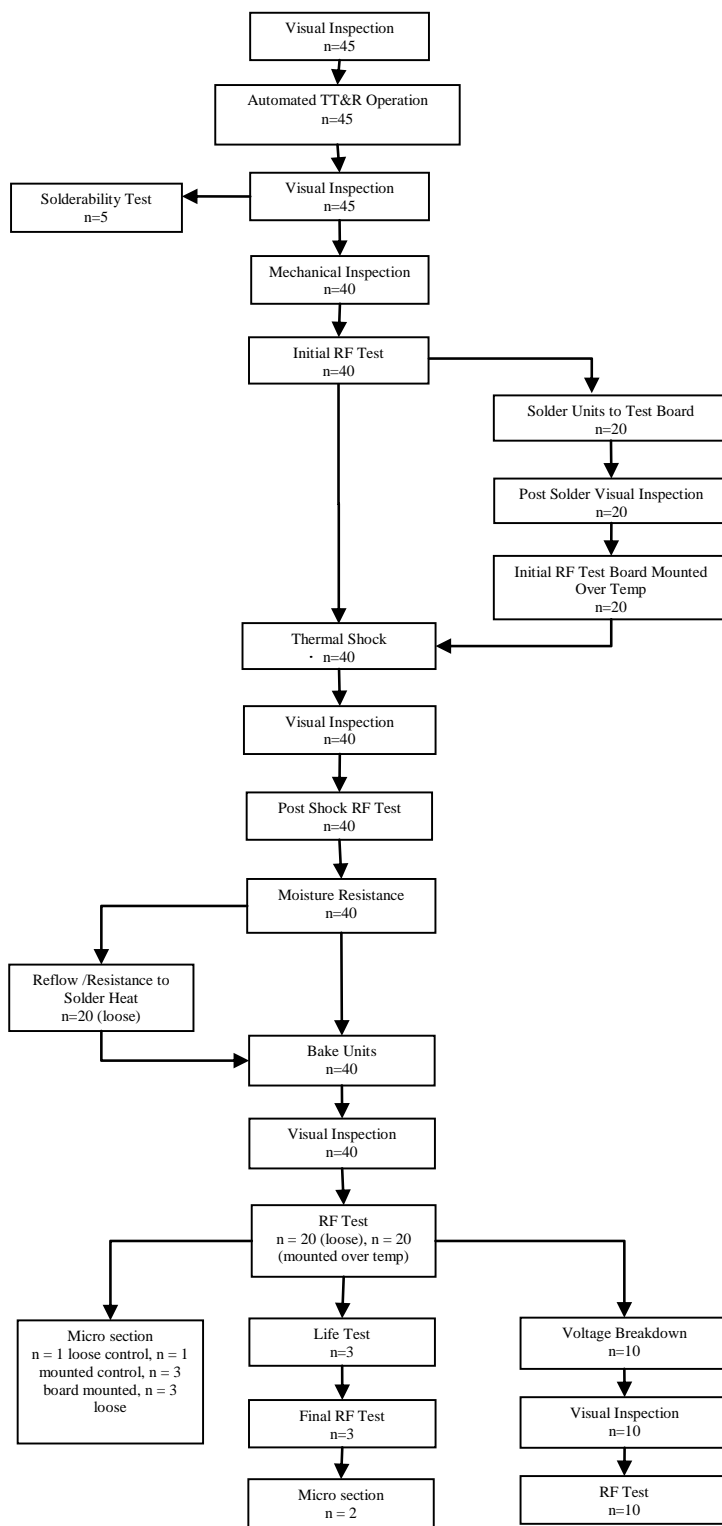 Visual Inspection
n=45
Automated TT&R Operation
n=45
Solderability Test
n=5
Visual Inspection
n=45
Mechanical Inspection
n=40
Initial RF Test
n=40
Solder Units to Test Board
n=20
Post Solder Visual Inspection
n=20
Initial RF Test Board Mounted
Over Temp
n=20
Thermal Shock
· n=40
Visual Inspection
n=40
Post Shock RF Test
n=40
Moisture Resistance
n=40
Reflow /Resistance to
Solder Heat
n=20 (loose)
Bake Units
n=40
Visual Inspection
n=40
RF Test
n = 20 (loose), n = 20
(mounted over temp)
Micro section
n = 1 loose control, n = 1
mounted control, n = 3
board mounted, n = 3
loose
Life Test
n=3
Final RF Test
n=3
Micro section
n = 2
Voltage Breakdown
n=10
Visual Inspection
n=10
RF Test
n=10